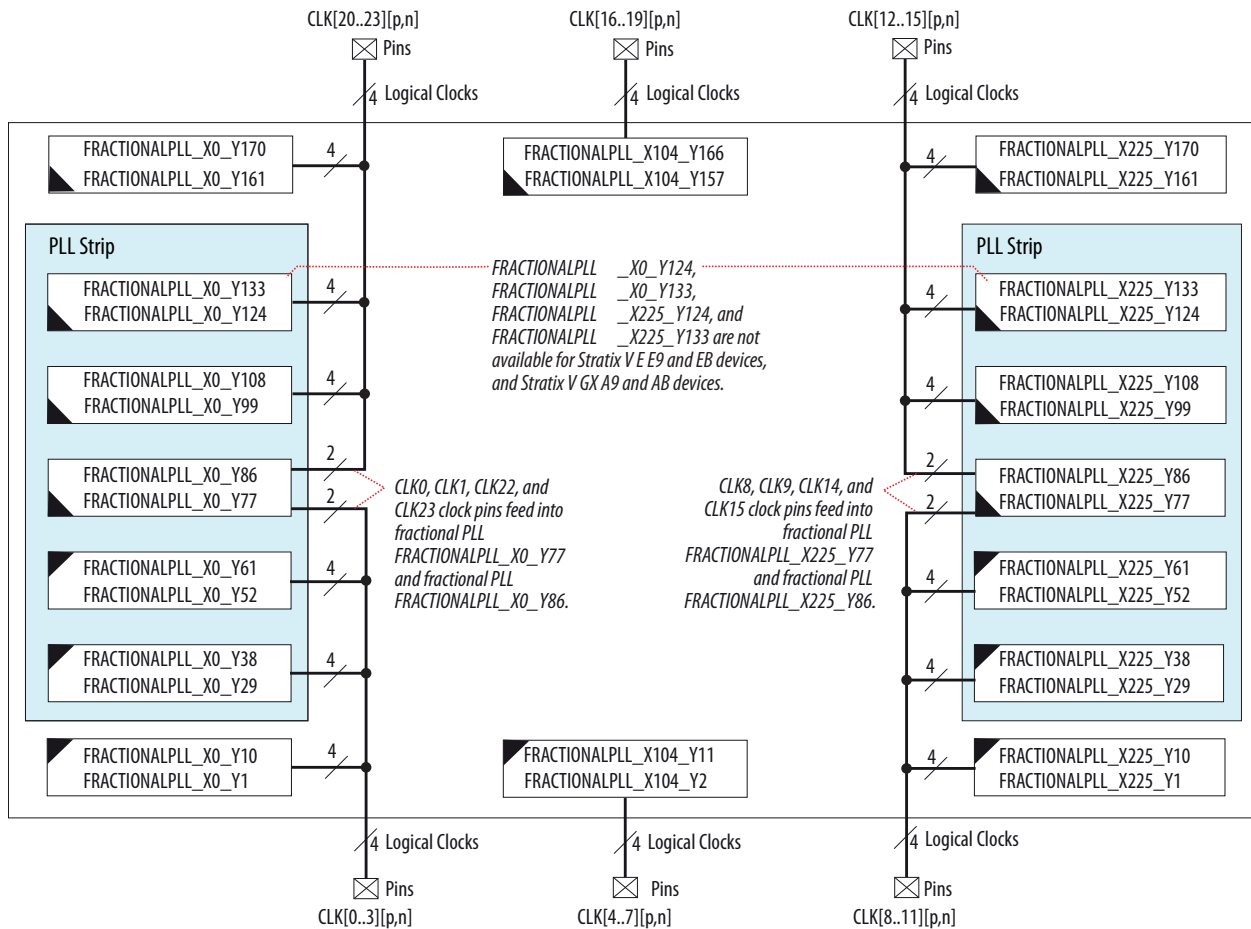 CLK[20..23][p,n]
Pins
4 Logical Clocks
CLK[16..19][p,n]
Pins
4 Logical Clocks
CLK[12..15][p,n]
Pins
4 Logical Clocks
FRACTIONALPLL_X0_Y170
FRACTIONALPLL_X0_Y161
4
FRACTIONALPLL_X104_Y166
FRACTIONALPLL_X104_Y157
4
FRACTIONALPLL_X225_Y170
FRACTIONALPLL_X225_Y161
PLL Strip
FRACTIONALPLL_X0_Y133
FRACTIONALPLL_X0_Y124
4
FRACTIONALPLL_X0_Y108
FRACTIONALPLL_X0_Y99
4
FRACTIONALPLL_X0_Y86
FRACTIONALPLL_X0_Y77
2
2
FRACTIONALPLL_X0_Y61
FRACTIONALPLL_X0_Y52
4
FRACTIONALPLL_X0_Y38
FRACTIONALPLL_X0_Y29
4
FRACTIONALPLL _X0_Y124,
FRACTIONALPLL _X0_Y133,
FRACTIONALPLL _X225_Y124, and
FRACTIONALPLL _X225_Y133 are not
available for Stratix V E E9 and EB devices,
and Stratix V GX A9 and AB devices.
CLK0, CLK1, CLK22, and
CLK23 clock pins feed into
fractional PLL
FRACTIONALPLL_X0_Y77
and fractional PLL
FRACTIONALPLL_X0_Y86.
CLK8, CLK9, CLK14, and
CLK15 clock pins feed into
fractional PLL
FRACTIONALPLL_X225_Y77
and fractional PLL
FRACTIONALPLL_X225_Y86.
PLL Strip
4
FRACTIONALPLL_X225_Y133
FRACTIONALPLL_X225_Y124
4
FRACTIONALPLL_X225_Y108
FRACTIONALPLL_X225_Y99
2
2
FRACTIONALPLL_X225_Y86
FRACTIONALPLL_X225_Y77
4
FRACTIONALPLL_X225_Y61
FRACTIONALPLL_X225_Y52
4
FRACTIONALPLL_X225_Y38
FRACTIONALPLL_X225_Y29
FRACTIONALPLL_X0_Y10
FRACTIONALPLL_X0_Y1
4
FRACTIONALPLL_X104_Y11
FRACTIONALPLL_X104_Y2
4
FRACTIONALPLL_X225_Y10
FRACTIONALPLL_X225_Y1
4 Logical Clocks
Pins
CLK[0..3][p,n]
4 Logical Clocks
Pins
CLK[4..7][p,n]
4 Logical Clocks
Pins
CLK[8..11][p,n]